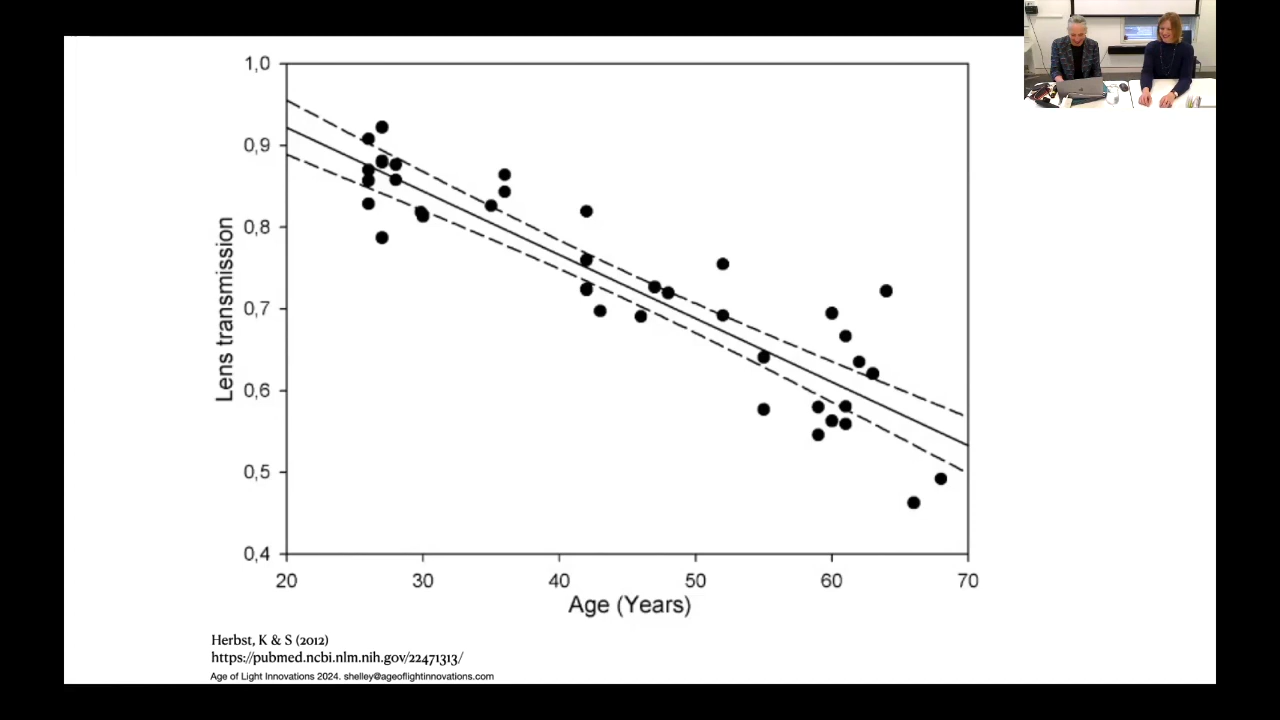 1,0
0,9
0,8
0,7
0,6
0,5
0,4
Lens transmission
20 30 40 50 60 70
Age (Years)
Herbst, K & S (2012)
https://pubmed.ncbi.nlm.nih.gov/22471313/
Age of Light Innovations 2024. shelley@ageoflightinnovations.com